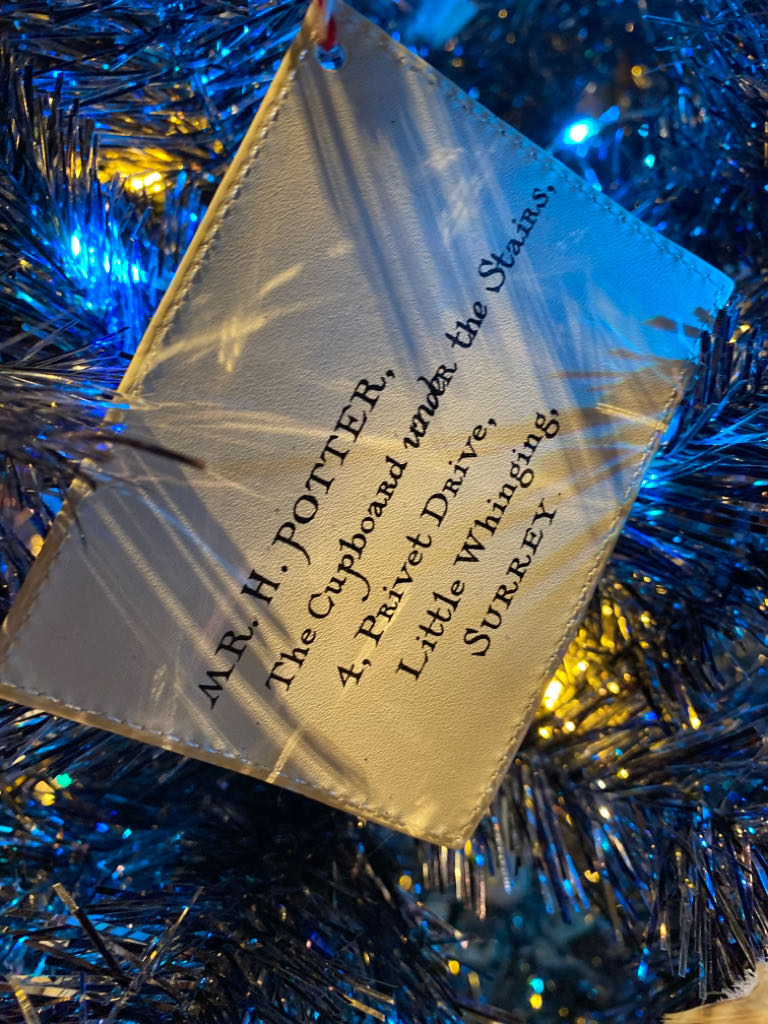 MR. H. POTTER,
The Cupboard under the Stairs,
4, Privet Drive,
Little Whinging,
SURREY